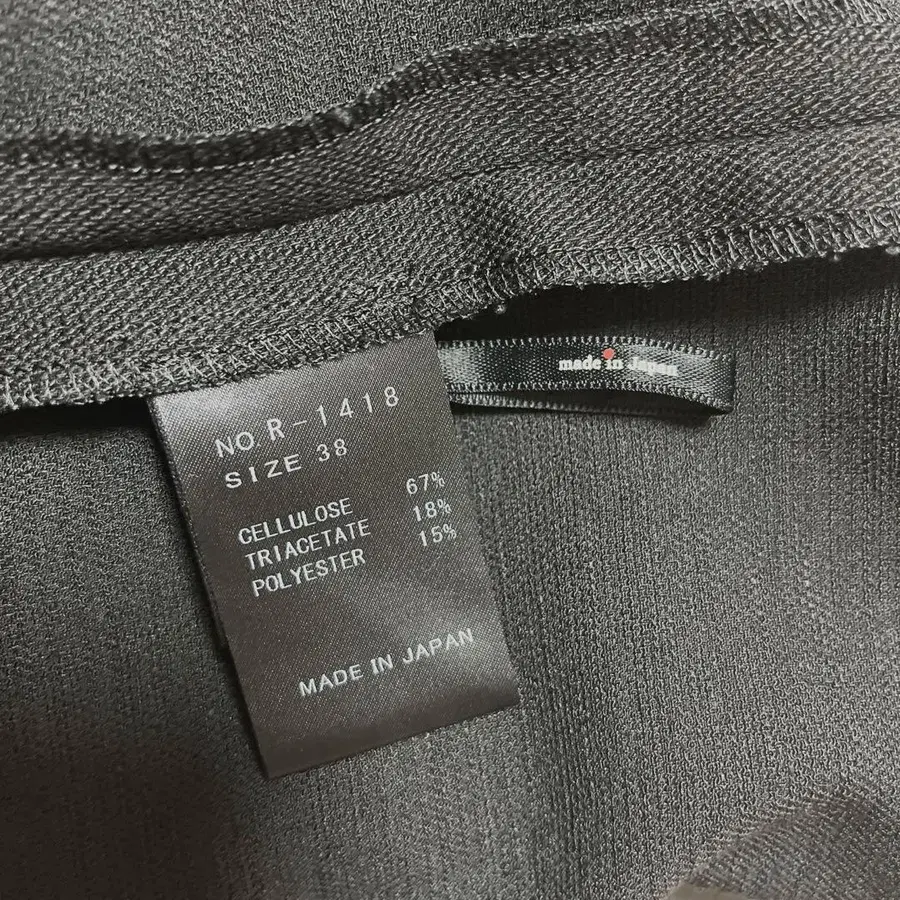 made in Japan
NO.R-1418
SIZE 38
CELLULOSE 67%
TRIACETATE 18%
POLYESTER 15%
MADE IN JAPAN